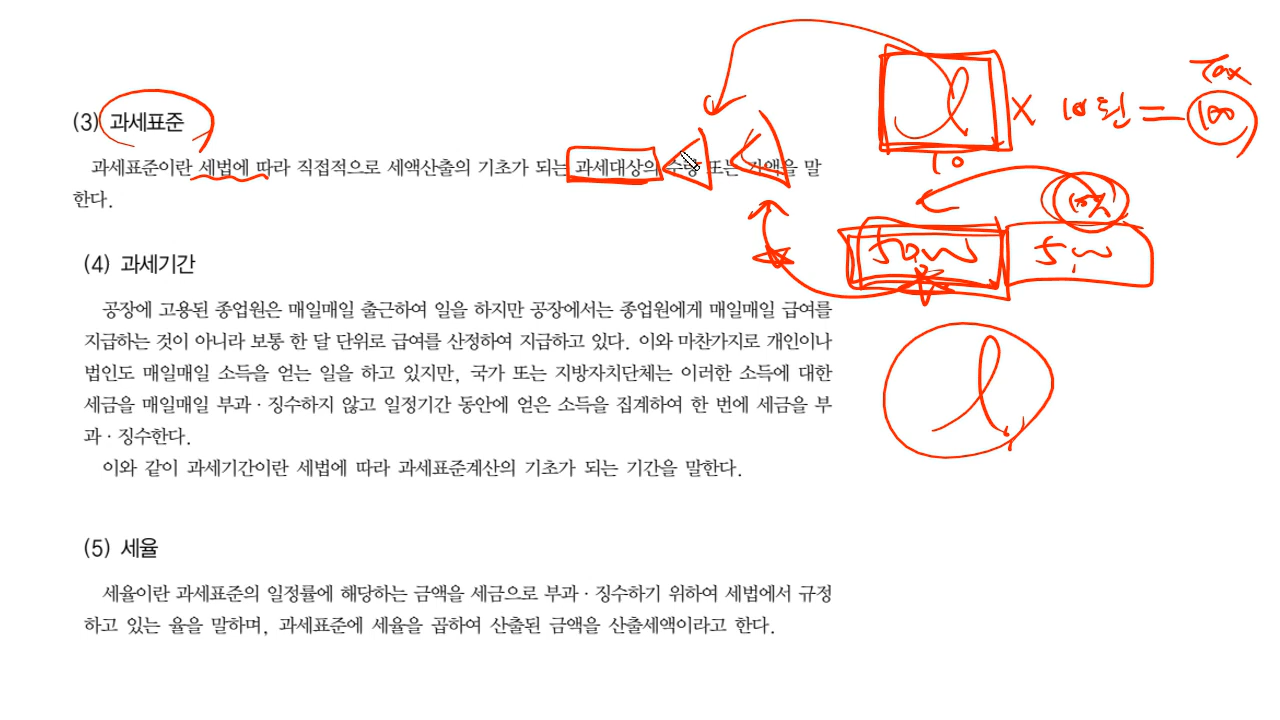 (3) 과세표준
과세표준이란 세법에 따라 직접적으로 세액산출의 기초가 되는 과세대상의 수량 또는 가액을 말
한다.
(4) 과세기간
공장에 고용된 종업원은 매일매일 출근하여 일을 하지만 공장에서는 종업원에게 매일매일 급여를
지급하는 것이 아니라 보통 한 달 단위로 급여를 산정하여 지급하고 있다. 이와 마찬가지로 개인이나
법인도 매일매일 소득을 얻는 일을 하고 있지만, 국가 또는 지방자치단체는 이러한 소득에 대한
세금을 매일매일 부과·징수하지 않고 일정기간 동안에 얻은 소득을 집계하여 한 번에 세금을 부
과·징수한다.
이와 같이 과세기간이란 세법에 따라 과세표준계산의 기초가 되는 기간을 말한다.
(5) 세율
세율이란 과세표준의 일정률에 해당하는 금액을 세금으로 부과·징수하기 위하여 세법에서 규정
하고 있는 율을 말하며, 과세표준에 세율을 곱하여 산출된 금액을 산출세액이라고 한다.
Tax
l × 10원 = 100
10
10%
l